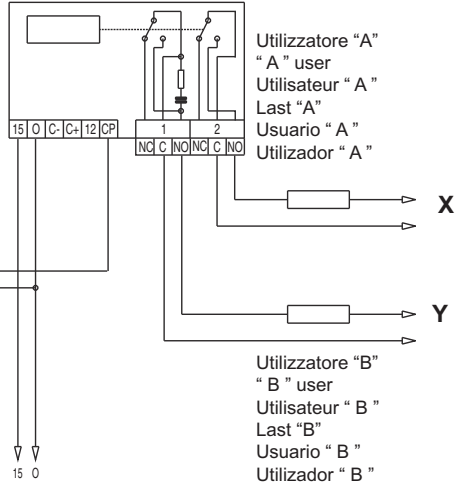 Utilizzatore “A”
“ A ” user
Utilisateur “ A ”
Last “A”
Usuario “ A ”
Utilizador “ A ”
15 O C- C+ 12 CP
1 2
NC C NO NC C NO
X
Y
Utilizzatore “B”
“ B ” user
Utilisateur “ B ”
Last “B”
Usuario “ B ”
Utilizador “ B ”
15 O